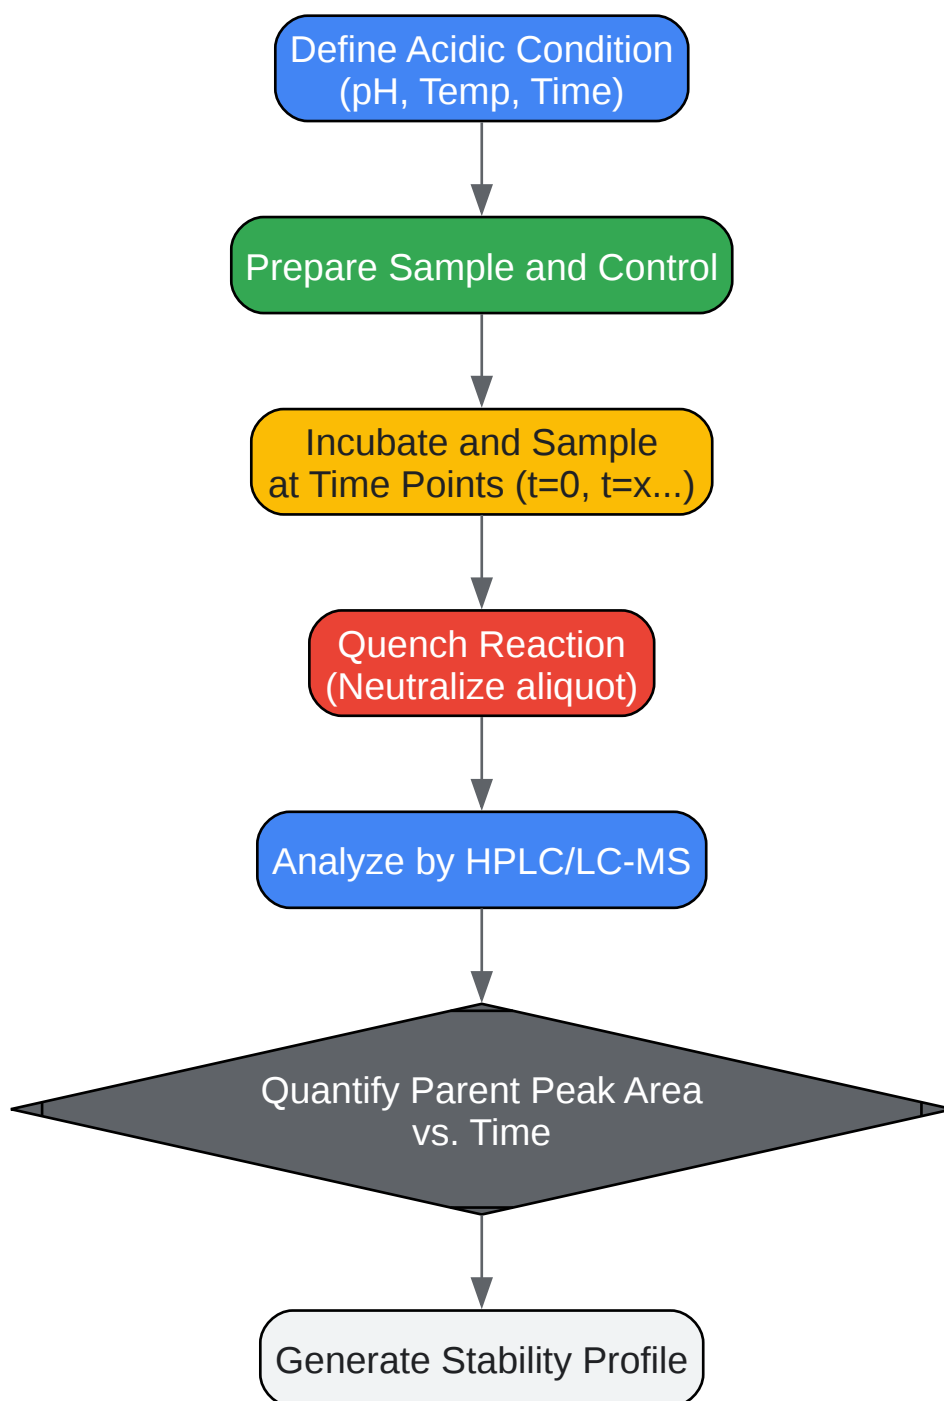 Define Acidic Condition
(pH, Temp, Time)
Prepare Sample and Control
Incubate and Sample
at Time Points (t=0, t=x...)
Quench Reaction
(Neutralize aliquot)
Analyze by HPLC/LC-MS
Quantify Parent Peak Area
vs. Time
Generate Stability Profile